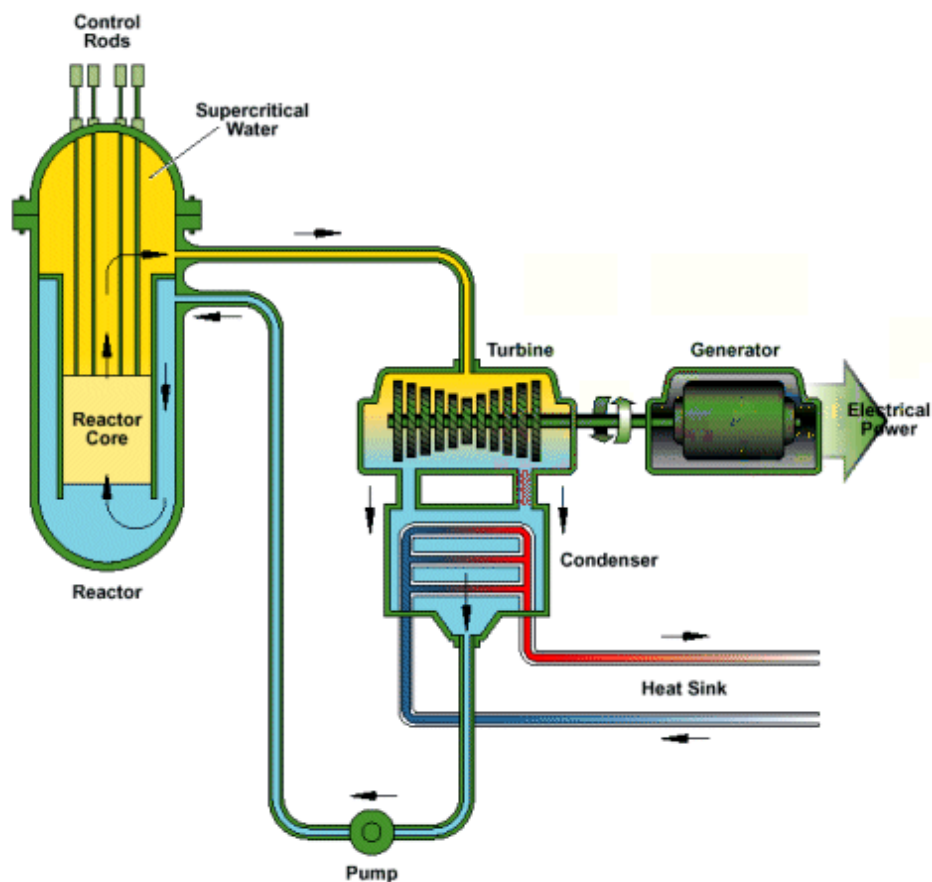 Control
Rods
Supercritical
Water
Turbine
Generator
Electrical
Power
Reactor
Core
Condenser
Reactor
Heat Sink
Pump